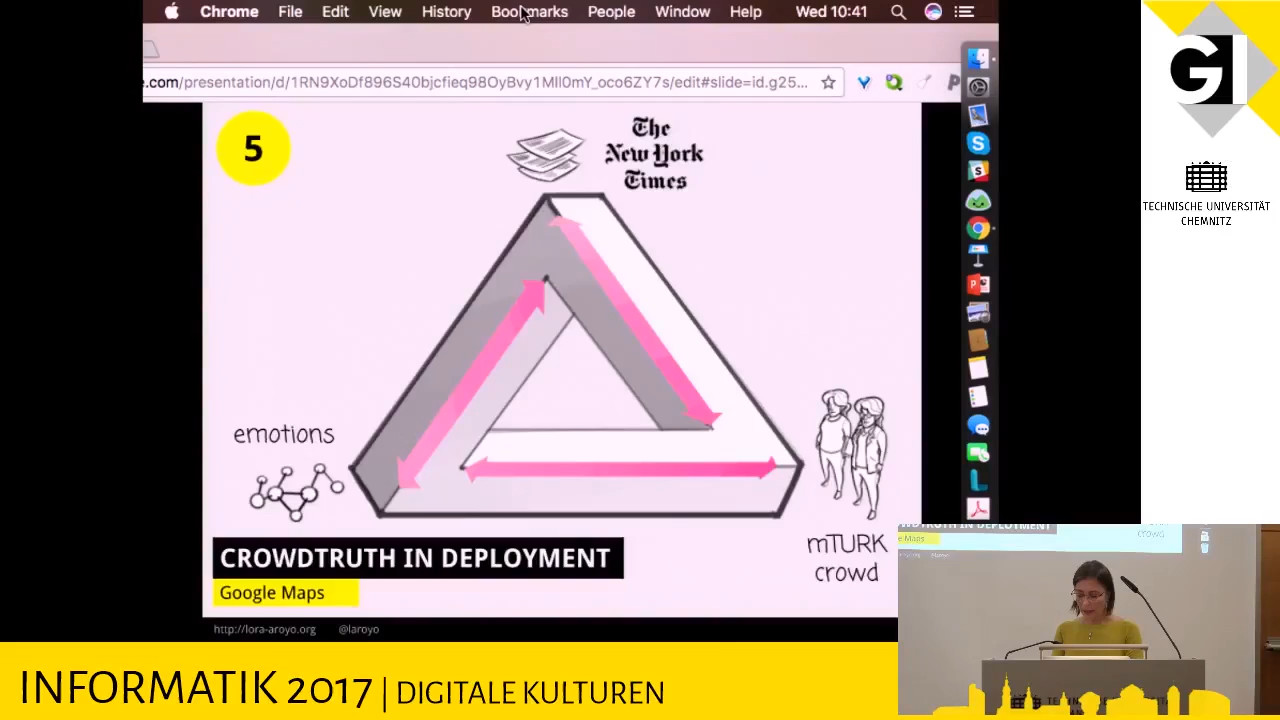 Chrome File Edit View History Bookmarks People Window Help Wed 10:41
e.com/presentation/d/1RN9XoDf896S40bjcfieq98OyBvy1MlI0mY_oco6ZY7s/edit#slide=id.g25...
5
The
New York
Times
emotions
mTURK
crowd
CROWDTRUTH IN DEPLOYMENT
Google Maps
http://lora-aroyo.org @laroyo
GI
TECHNISCHE UNIVERSITÄT
CHEMNITZ
INFORMATIK 2017 | DIGITALE KULTUREN